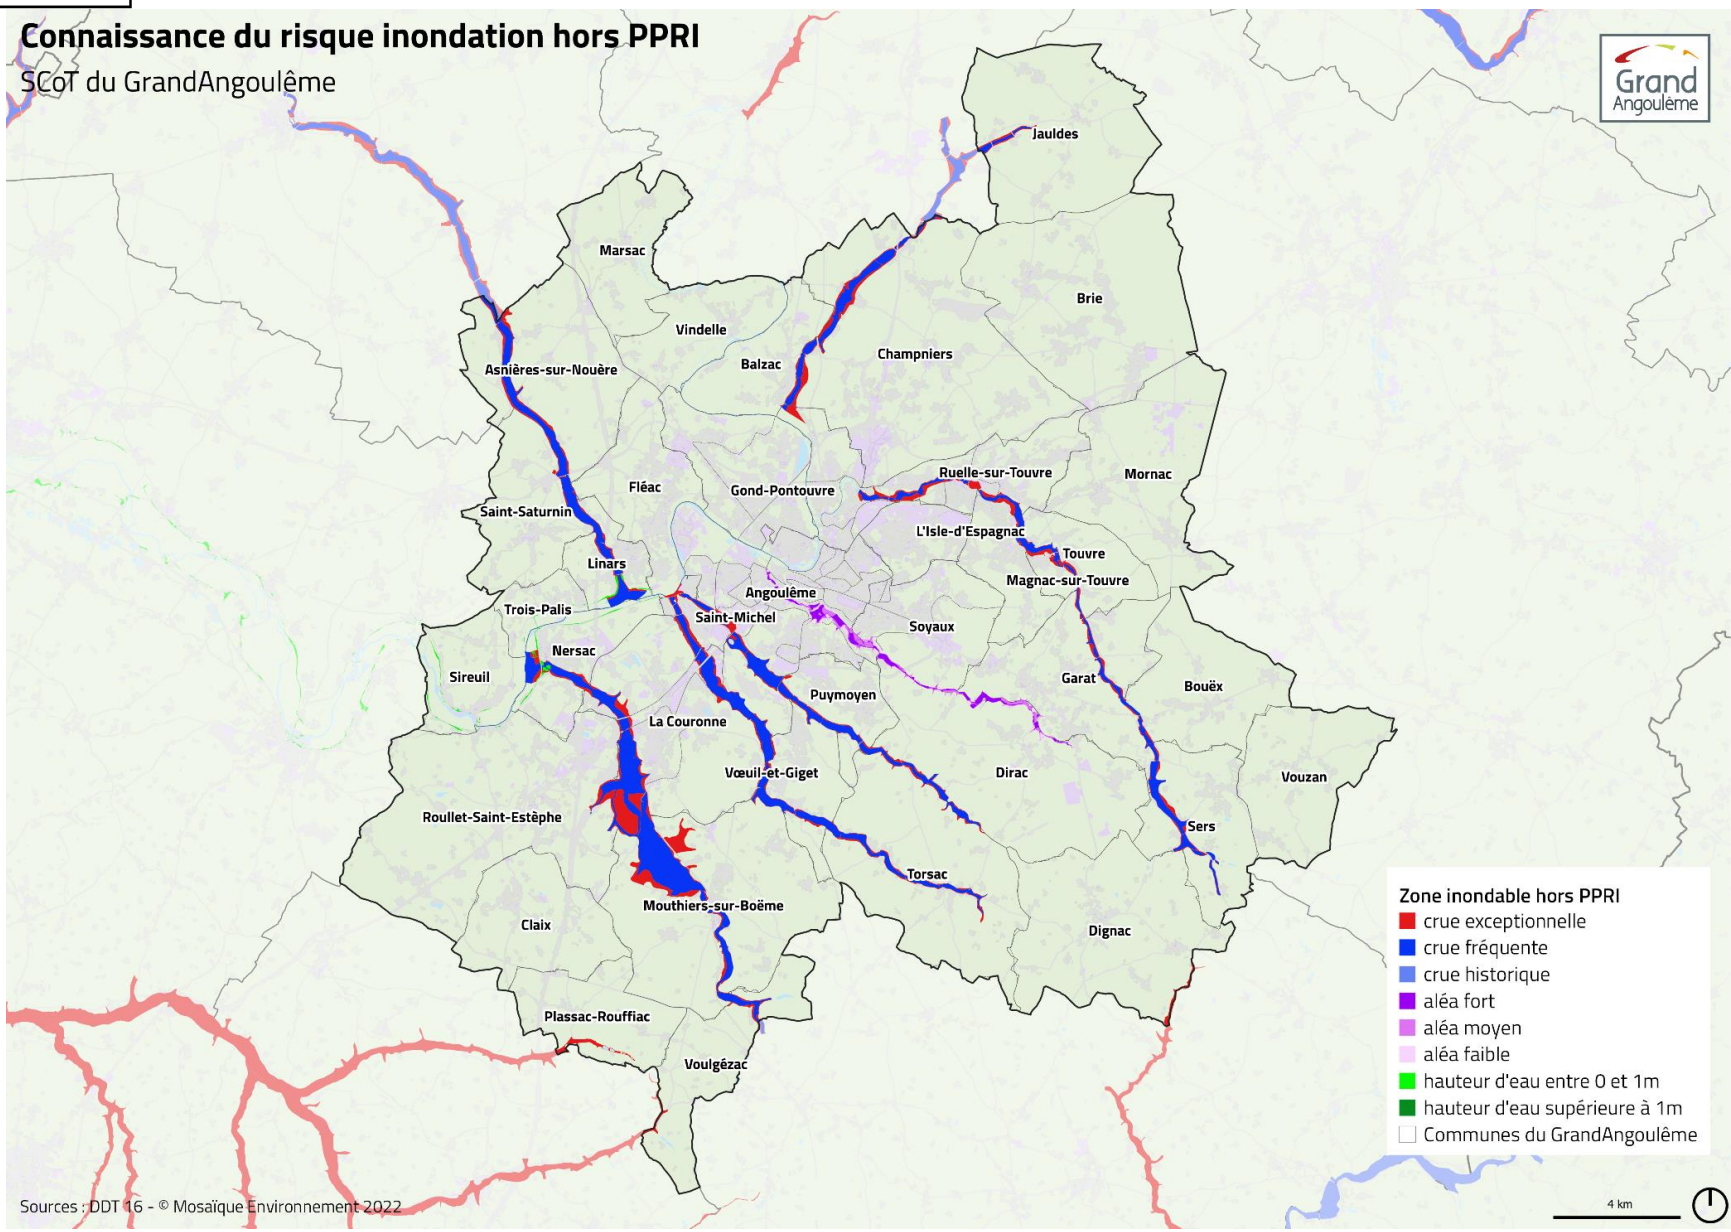 Connaissance du risque inondation hors PPRI
SCoT du GrandAngoulême
Grand
Angoulême
Jauldes
Marsac
Brie
Vindelle
Champniers
Balzac
Asnières-sur-Nouère
Ruelle-sur-Touvre
Mornac
Fléac
Gond-Pontouvre
Saint-Saturnin
L'Isle-d'Espagnac
Touvre
Linars
Magnac-sur-Touvre
Angoulême
Trois-Palis
Saint-Michel
Soyaux
Nersac
Sireuil
Garat
Bouëx
Puymoyen
La Couronne
Vœuil-et-Giget
Dirac
Vouzan
Roullet-Saint-Estèphe
Sers
Torsac
Mouthiers-sur-Boëme
Claix
Dignac
Plassac-Rouffiac
Voulgézac
Zone inondable hors PPRI
crue exceptionnelle
crue fréquente
crue historique
aléa fort
aléa moyen
aléa faible
hauteur d'eau entre 0 et 1m
hauteur d'eau supérieure à 1m
Communes du GrandAngoulême
Sources : DDT 16 - © Mosaïque Environnement 2022
4 km